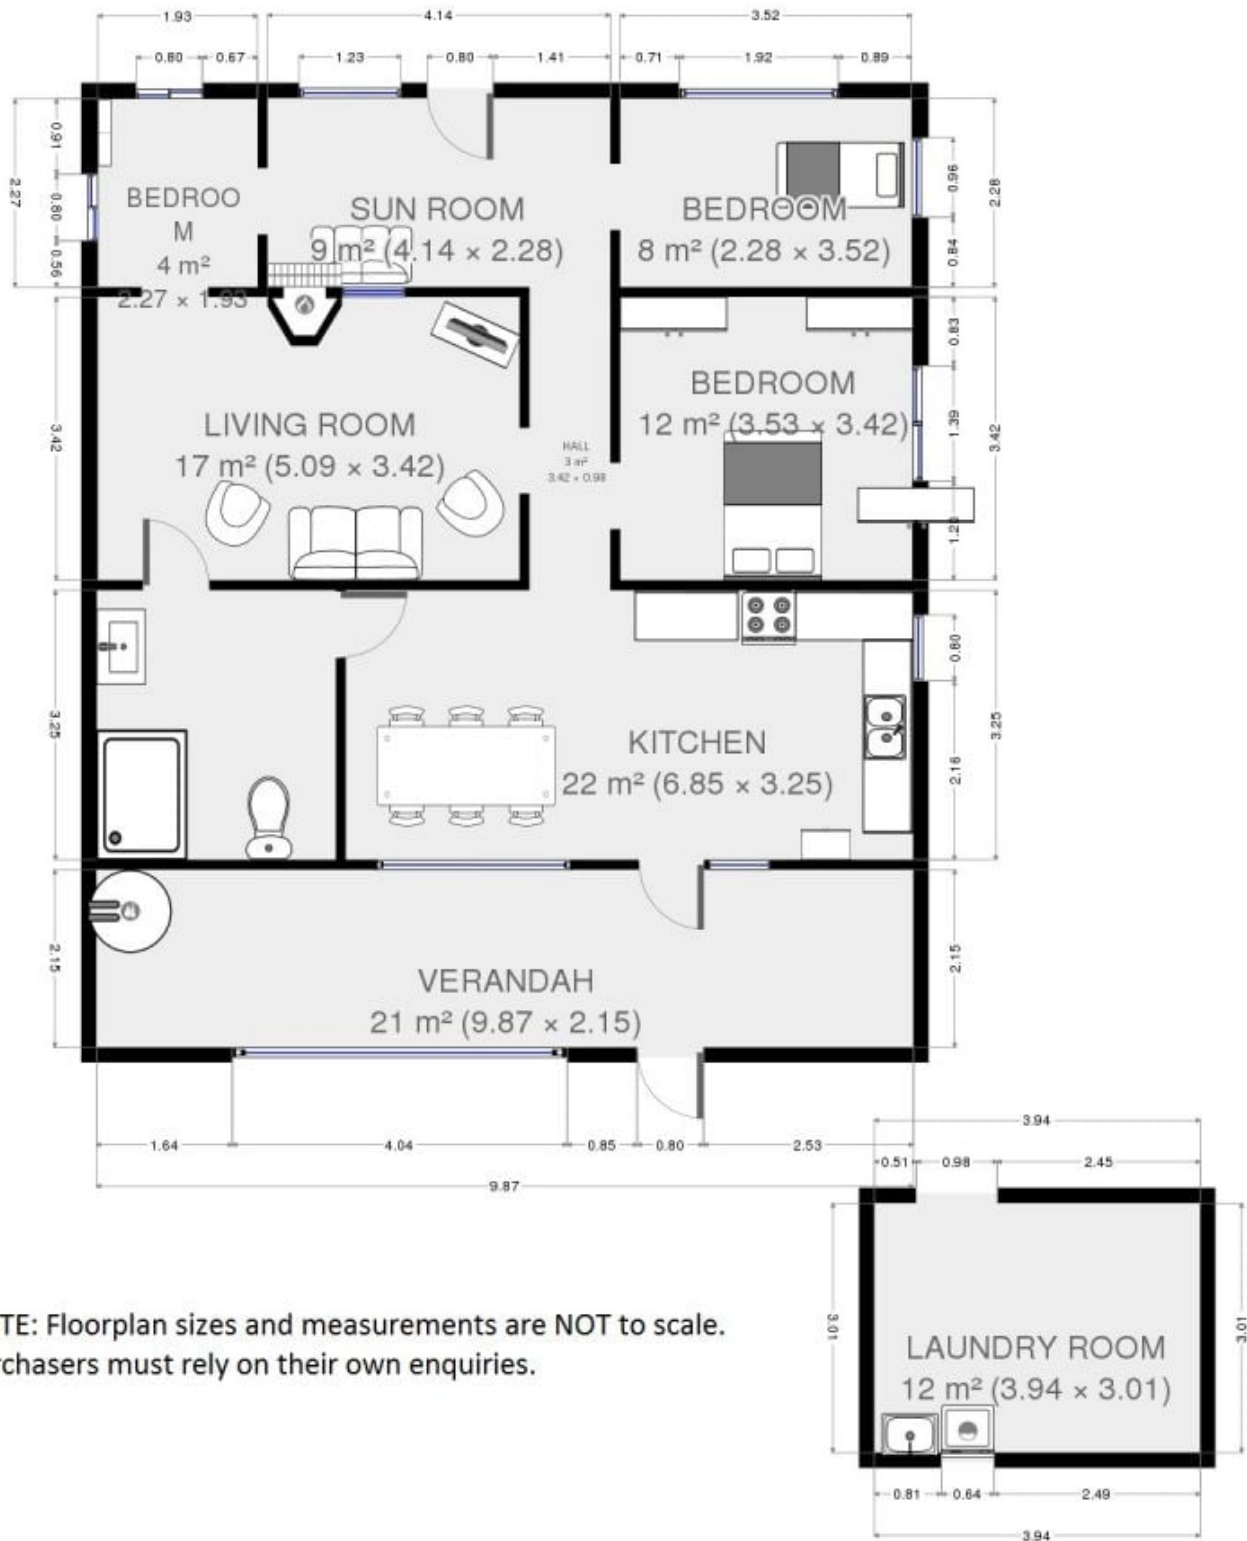 1.93
4.14
3.52
0.80
0.67
1.23
0.80
1.41
0.71
1.92
0.89
0.91
2.27
0.80
0.56
0.96
2.28
0.84
BEDROO
M
4 m²
2.27 × 1.93
SUN ROOM
9 m² (4.14 × 2.28)
BEDROOM
8 m² (2.28 × 3.52)
0.83
3.42
1.39
3.42
1.20
LIVING ROOM
17 m² (5.09 × 3.42)
HALL
3 m²
3.42 × 0.98
BEDROOM
12 m² (3.53 × 3.42)
0.80
3.25
3.25
2.16
KITCHEN
22 m² (6.85 × 3.25)
2.15
2.15
VERANDAH
21 m² (9.87 × 2.15)
1.64
4.04
0.85
0.80
2.53
9.87
3.94
0.51
0.98
2.45
3.01
3.01
LAUNDRY ROOM
12 m² (3.94 × 3.01)
0.81
0.64
2.49
3.94
TE: Floorplan sizes and measurements are NOT to scale.
rchasers must rely on their own enquiries.